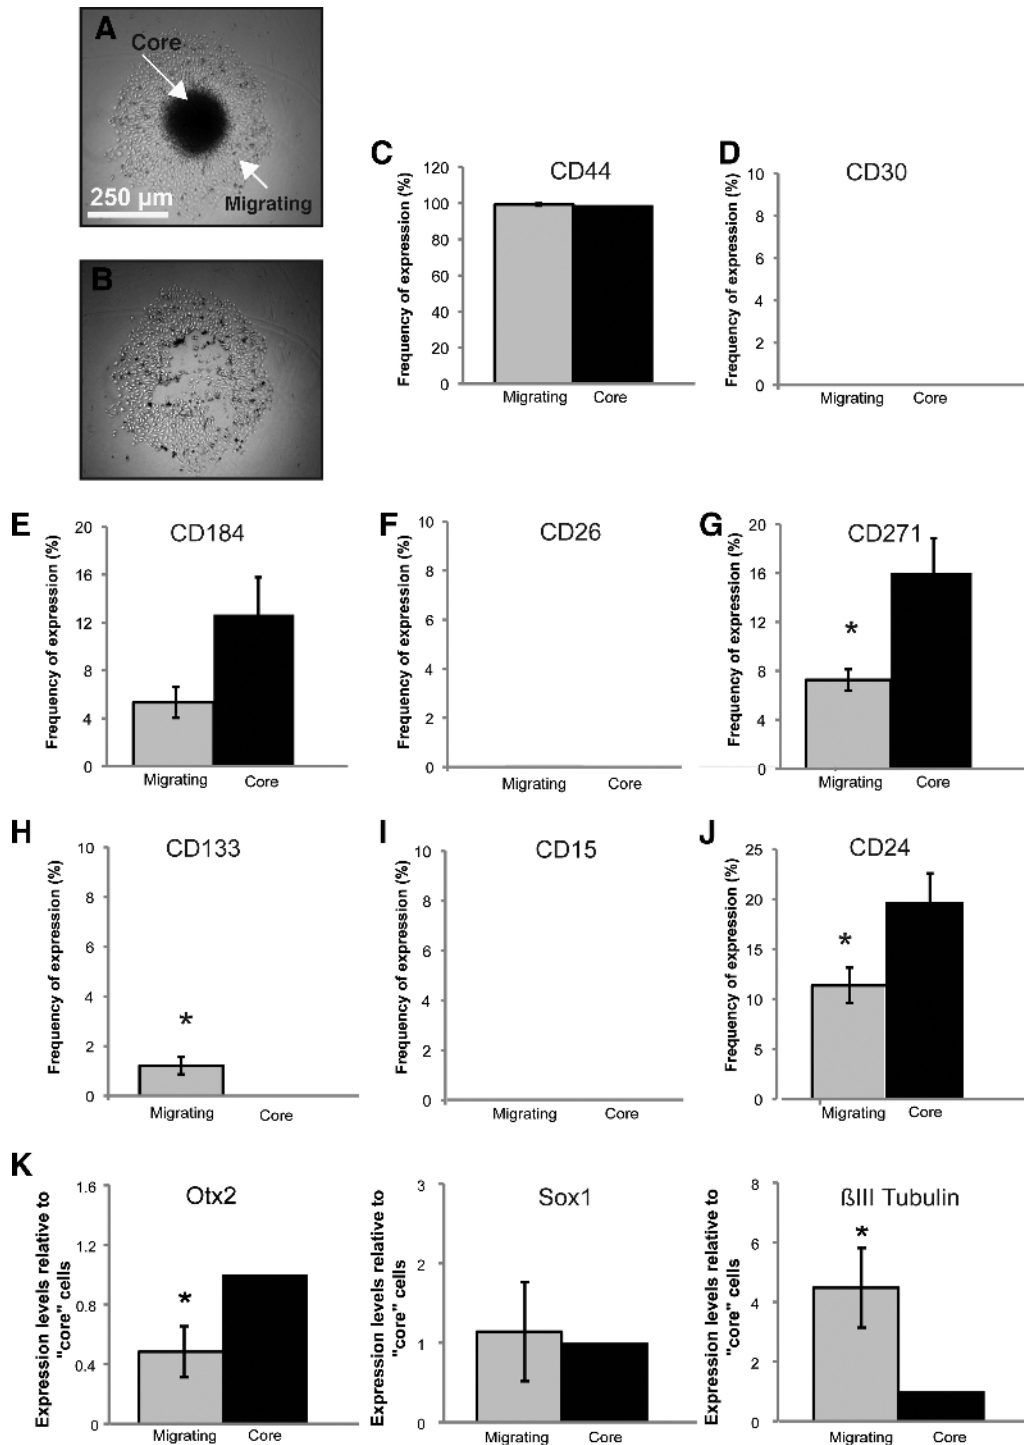 A
Core
250 µm
Migrating
B
C
CD44
Frequency of expression (%)
120
100
80
60
40
20
0
Migrating Core
D
CD30
Frequency of expression (%)
10
8
6
4
2
0
Migrating Core
E
CD184
Frequency of expression (%)
20
16
12
8
4
0
Migrating Core
F
CD26
Frequency of expression (%)
10
8
6
4
2
0
Migrating Core
G
CD271
Frequency of expression (%)
20
16
12
8
4
0
*
Migrating Core
H
CD133
Frequency of expression (%)
10
8
6
4
2
0
*
Migrating Core
I
CD15
Frequency of expression (%)
10
8
6
4
2
0
Migrating Core
J
CD24
Frequency of expression (%)
25
20
15
10
5
0
*
Migrating Core
K
Otx2
Expression levels relative to
"core" cells
1.6
1.2
0.8
0.4
0
*
Migrating Core
Sox1
Expression levels relative to
"core" cells
3
2
1
0
Migrating Core
ßIII Tubulin
Expression levels relative to
"core" cells
8
6
4
2
0
*
Migrating Core